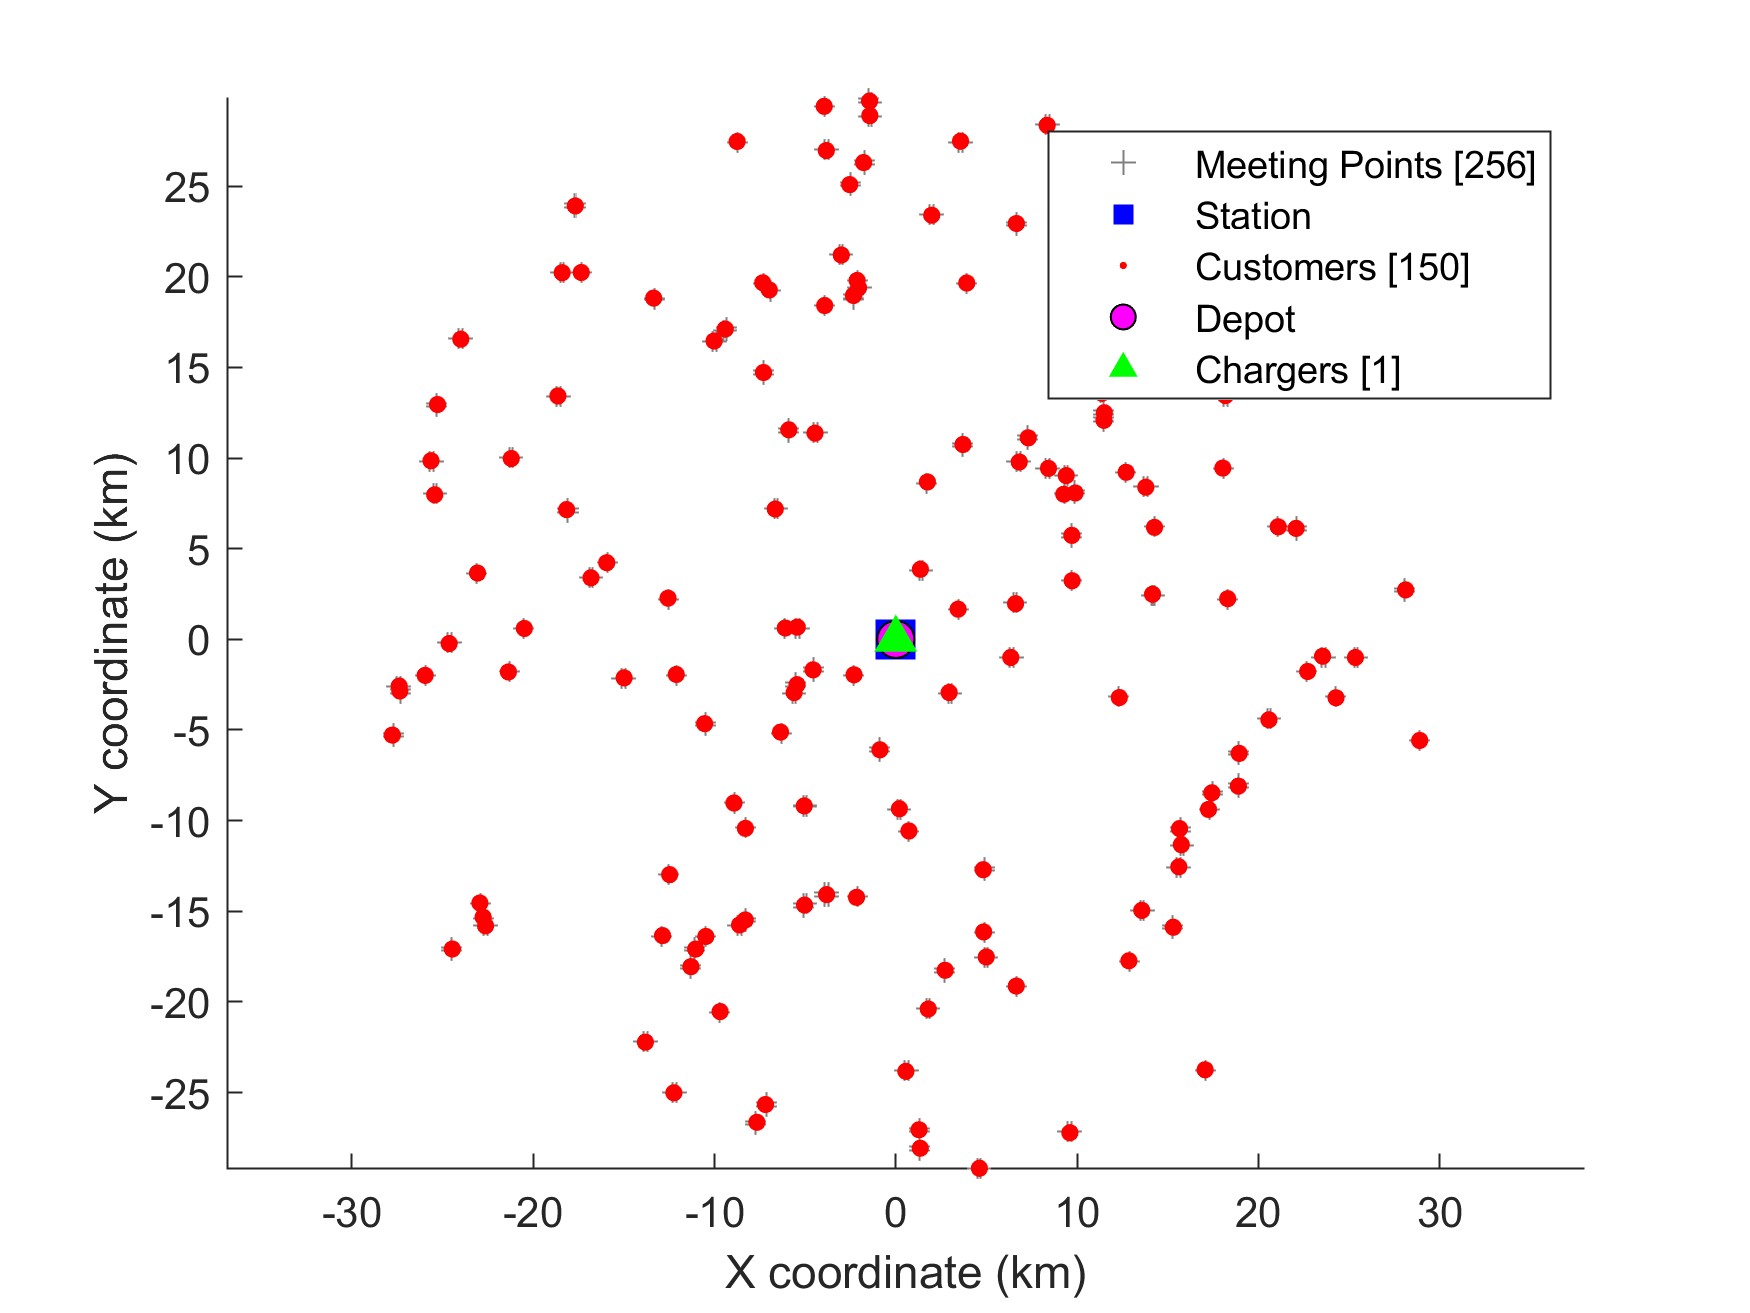 25
20
15
10
5
0
-5
-10
-15
-20
-25
Y coordinate (km)
Meeting Points [256]
Station
Customers [150]
Depot
Chargers [1]
-30 -20 -10 0 10 20 30
X coordinate (km)